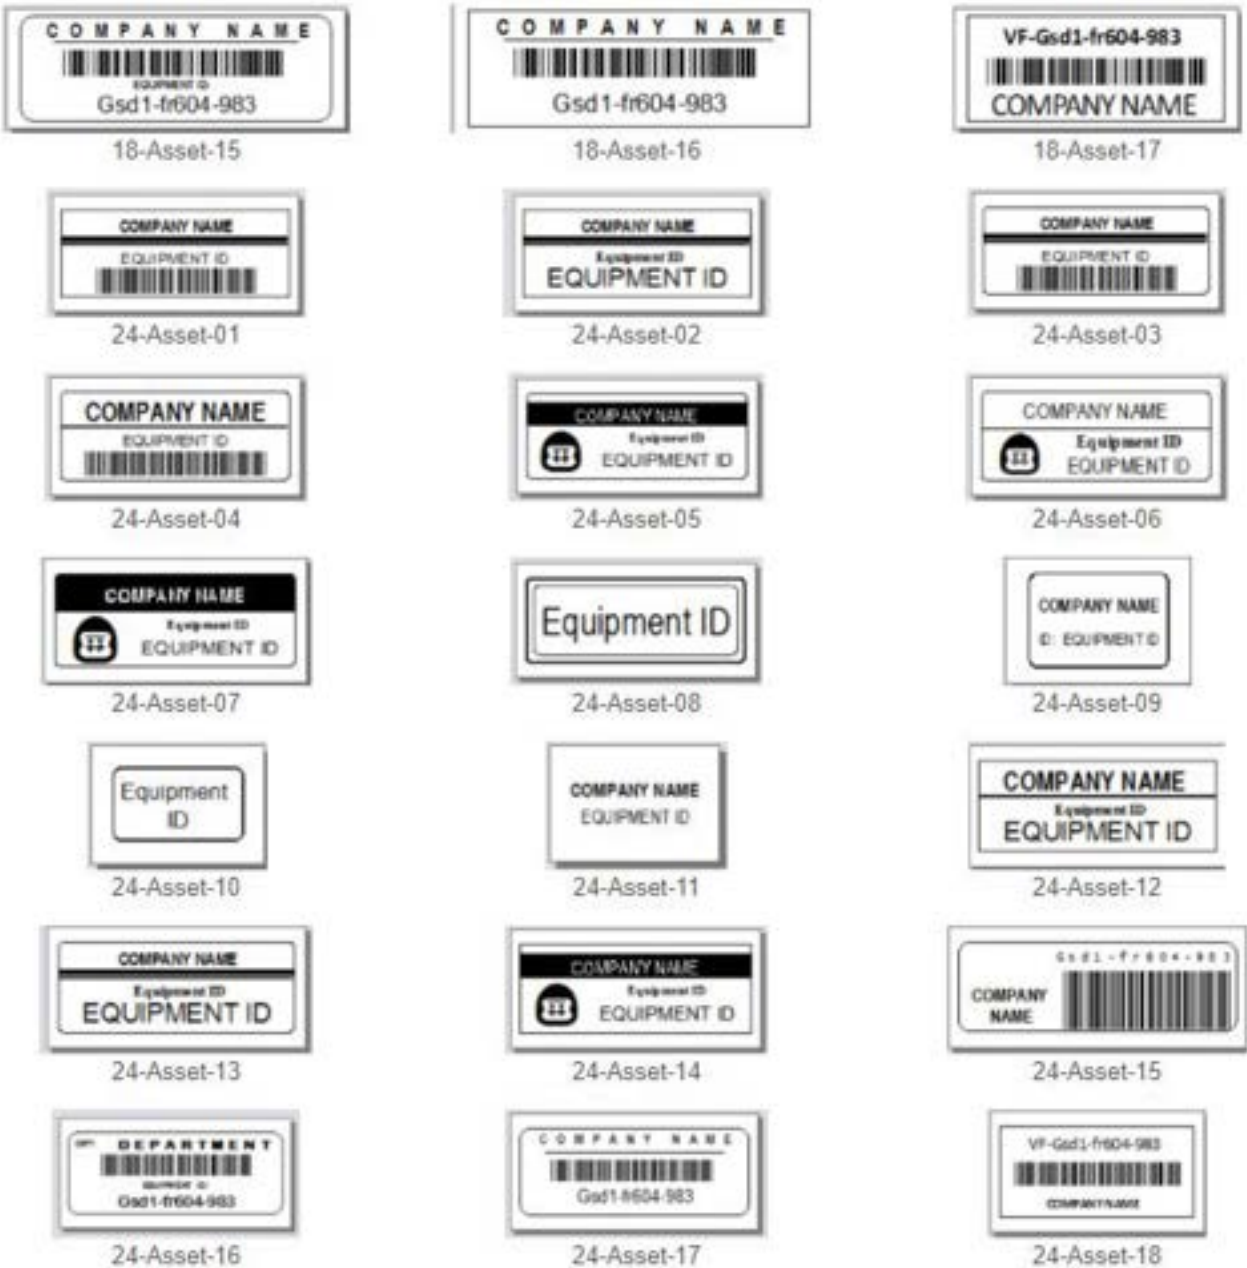 COMPANY NAME
EQUIPMENT ID
Gsd1-fr604-983
18-Asset-15
COMPANY NAME
Gsd1-fr604-983
18-Asset-16
VF-Gsd1-fr604-983
COMPANY NAME
18-Asset-17
COMPANY NAME
EQUIPMENT ID
24-Asset-01
COMPANY NAME
Equipment ID
EQUIPMENT ID
24-Asset-02
COMPANY NAME
EQUIPMENT ID
24-Asset-03
COMPANY NAME
EQUIPMENT ID
24-Asset-04
COMPANY NAME
Equipment ID
EQUIPMENT ID
24-Asset-05
COMPANY NAME
Equipment ID
EQUIPMENT ID
24-Asset-06
COMPANY NAME
Equipment ID
EQUIPMENT ID
24-Asset-07
Equipment ID
24-Asset-08
COMPANY NAME
ID: EQUIPMENT ID
24-Asset-09
Equipment
ID
24-Asset-10
COMPANY NAME
EQUIPMENT ID
24-Asset-11
COMPANY NAME
Equipment ID
EQUIPMENT ID
24-Asset-12
COMPANY NAME
Equipment ID
EQUIPMENT ID
24-Asset-13
COMPANY NAME
Equipment ID
EQUIPMENT ID
24-Asset-14
Gsd1-fr604-983
COMPANY
NAME
24-Asset-15
DEPARTMENT
EQUIPMENT ID
Gsd1-fr604-983
24-Asset-16
COMPANY NAME
Gsd1-fr604-983
24-Asset-17
VF-Gsd1-fr604-983
COMPANY NAME
24-Asset-18